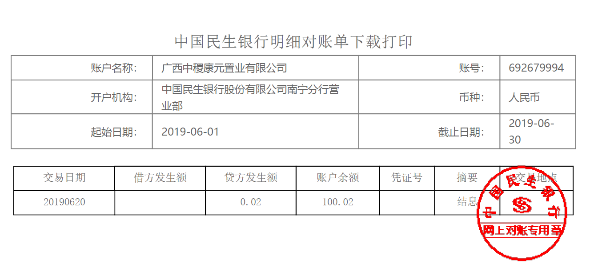 中国民生银行明细对账单下载打印
账户名称： 广西中稷康元置业有限公司 账号： 692679994
开户机构： 中国民生银行股份有限公司南宁分行营
业部 币种： 人民币
起始日期： 2019-06-01 截止日期： 2019-06-
30
交易日期 借方发生额 贷方发生额 账户余额 凭证号 摘要 交易地点
20190620 0.02 100.02 结息
中国民生银行
网上对账专用章